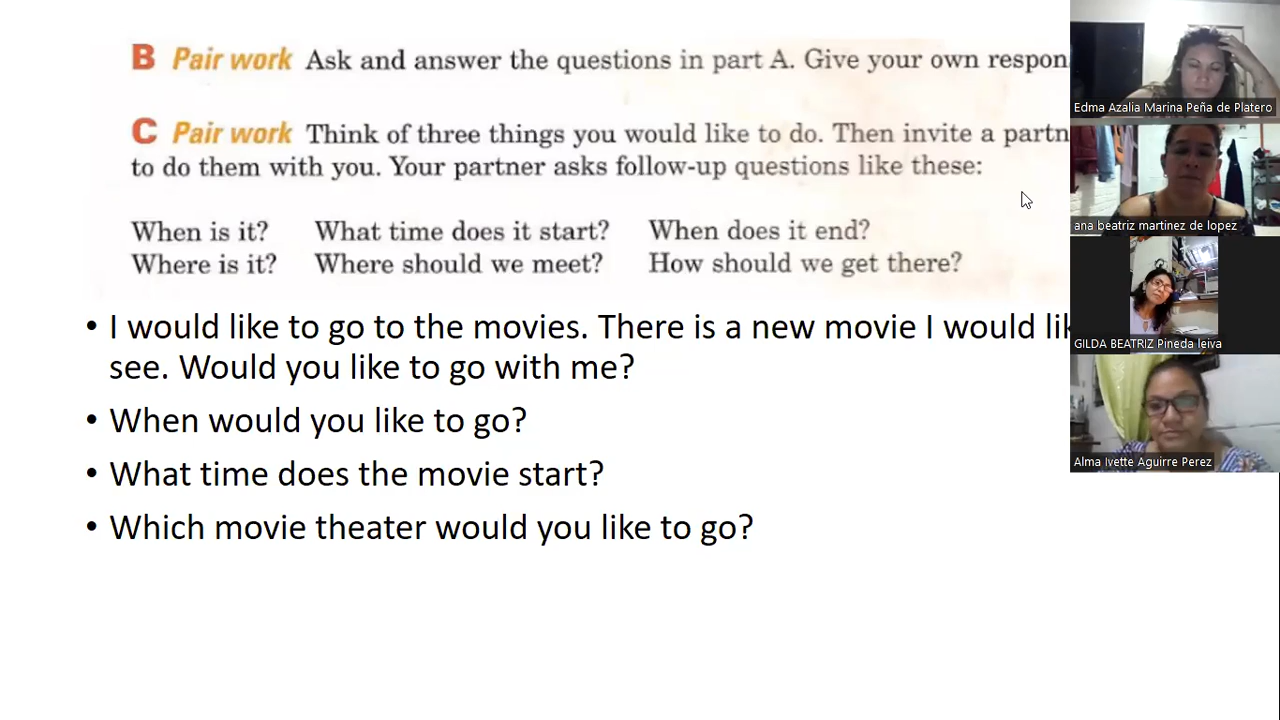 B Pair work Ask and answer the questions in part A. Give your own respon
C Pair work Think of three things you would like to do. Then invite a partn
to do them with you. Your partner asks follow-up questions like these:
When is it? What time does it start? When does it end?
Where is it? Where should we meet? How should we get there?
• I would like to go to the movies. There is a new movie I would lik
see. Would you like to go with me?
• When would you like to go?
• What time does the movie start?
• Which movie theater would you like to go?
Edma Azalia Marina Peña de Platero
ana beatriz martinez de lopez
GILDA BEATRIZ Pineda leiva
Alma Ivette Aguirre Perez